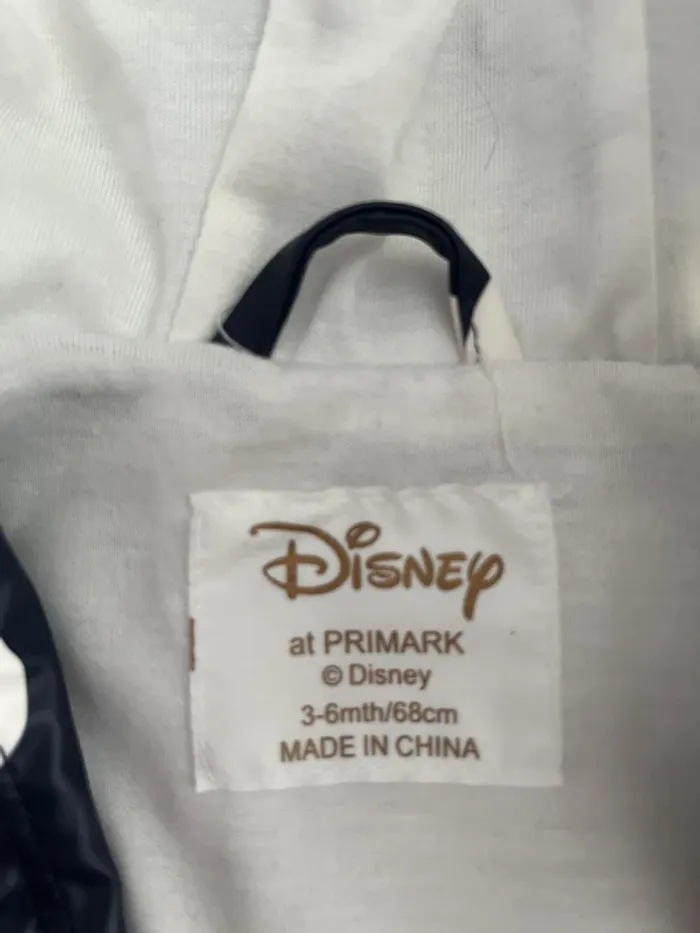 Disney
at PRIMARK
© Disney
3-6mth/68cm
MADE IN CHINA